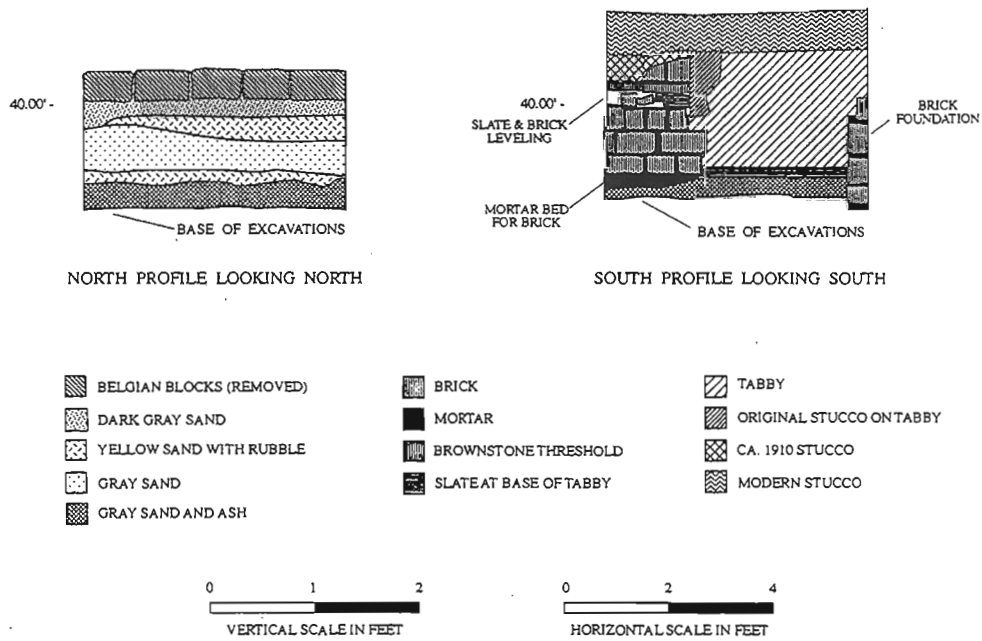 40.00' -
BASE OF EXCAVATIONS
NORTH PROFILE LOOKING NORTH
40.00' -
SLATE & BRICK
LEVELING
MORTAR BED
FOR BRICK
BRICK
FOUNDATION
BASE OF EXCAVATIONS
SOUTH PROFILE LOOKING SOUTH
BELGIAN BLOCKS (REMOVED)
DARK GRAY SAND
YELLOW SAND WITH RUBBLE
GRAY SAND
GRAY SAND AND ASH
BRICK
MORTAR
BROWNSTONE THRESHOLD
SLATE AT BASE OF TABBY
TABBY
ORIGINAL STUCCO ON TABBY
CA. 1910 STUCCO
MODERN STUCCO
0 1 2
VERTICAL SCALE IN FEET
0 2 4
HORIZONTAL SCALE IN FEET